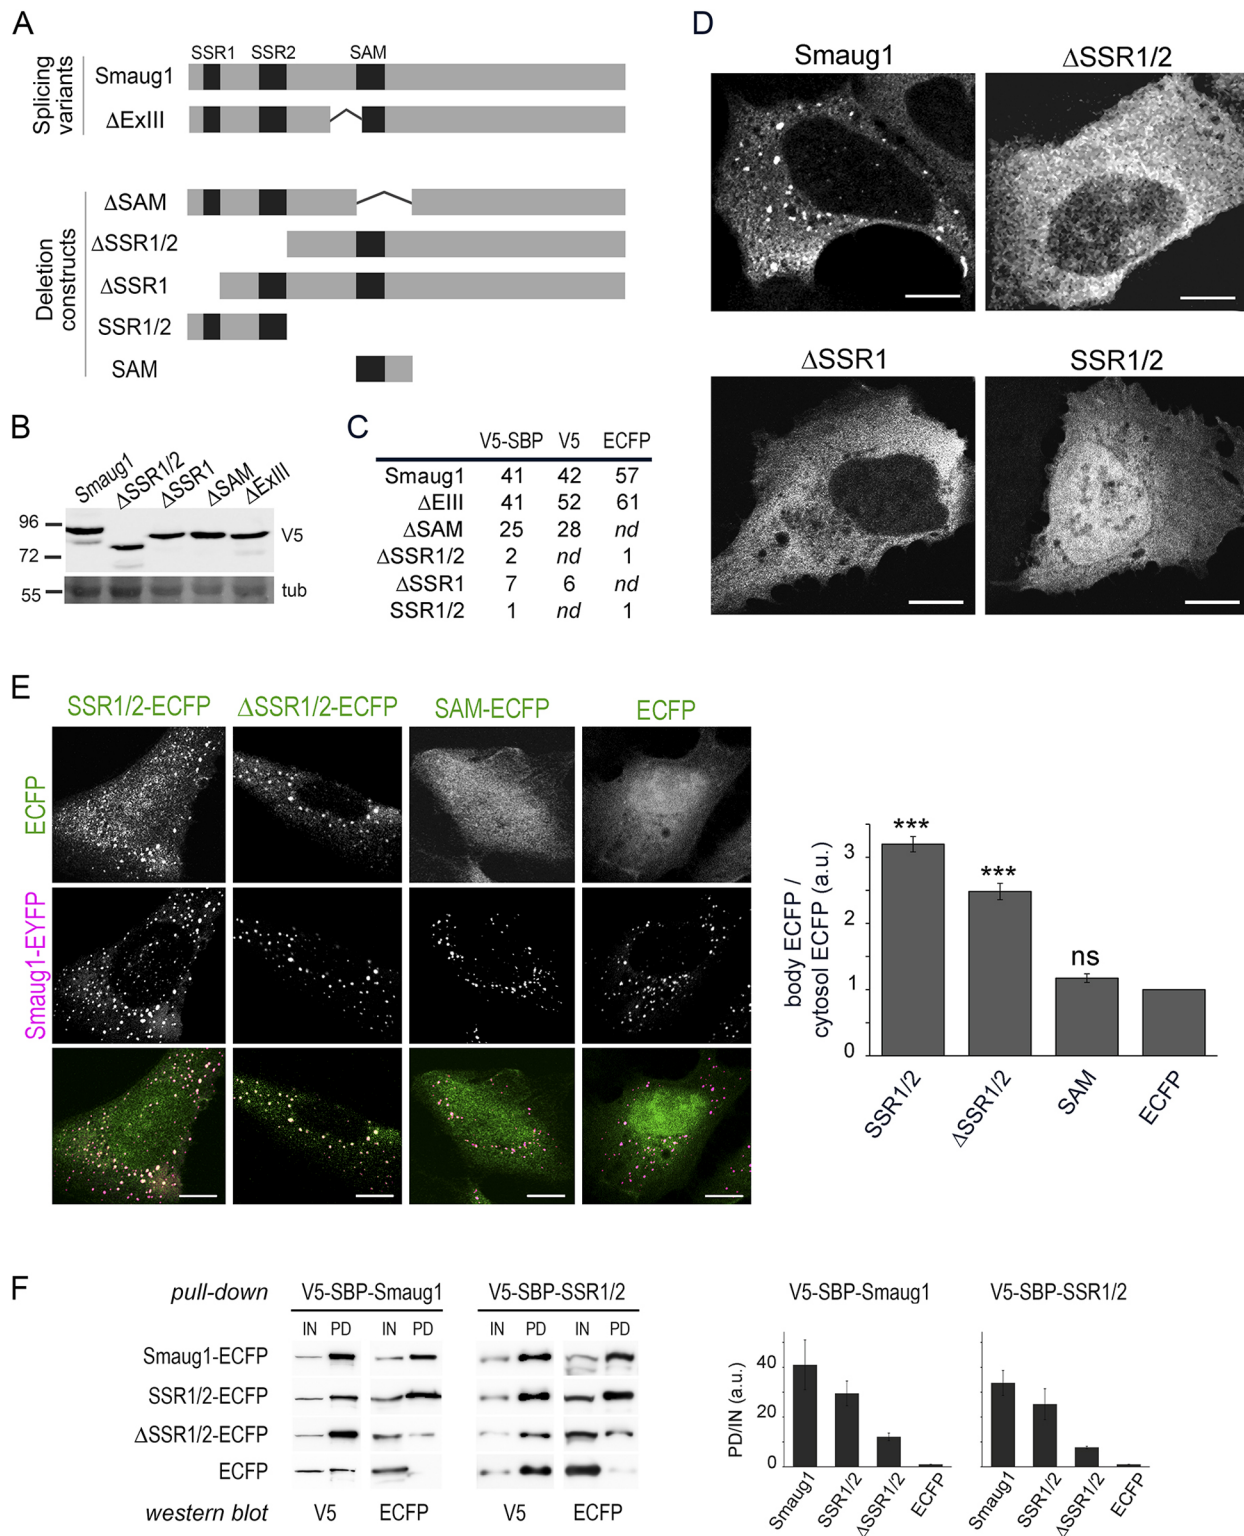 A
SSR1 SSR2 SAM
Splicing
variants
Smaug1
ΔExIII
Deletion
constructs
ΔSAM
ΔSSR1/2
ΔSSR1
SSR1/2
SAM
B
Smaug1
ΔSSR1/2
ΔSSR1
ΔSAM
ΔExIII
96
72
55
V5
tub
C
V5-SBP V5 ECFP
Smaug1 41 42 57
ΔEIII 41 52 61
ΔSAM 25 28 nd
ΔSSR1/2 2 nd 1
ΔSSR1 7 6 nd
SSR1/2 1 nd 1
D
Smaug1 ΔSSR1/2
ΔSSR1 SSR1/2
E
SSR1/2-ECFP ΔSSR1/2-ECFP SAM-ECFP ECFP
ECFP
Smaug1-EYFP
body ECFP /
cytosol ECFP (a.u.)
3
2
1
0
***
***
ns
SSR1/2
ΔSSR1/2
SAM
ECFP
F
pull-down V5-SBP-Smaug1 V5-SBP-SSR1/2
IN PD IN PD IN PD IN PD
Smaug1-ECFP
SSR1/2-ECFP
ΔSSR1/2-ECFP
ECFP
western blot V5 ECFP V5 ECFP
V5-SBP-Smaug1 V5-SBP-SSR1/2
PD/IN (a.u.)
40
20
0
Smaug1
SSR1/2
ΔSSR1/2
ECFP
Smaug1
SSR1/2
ΔSSR1/2
ECFP